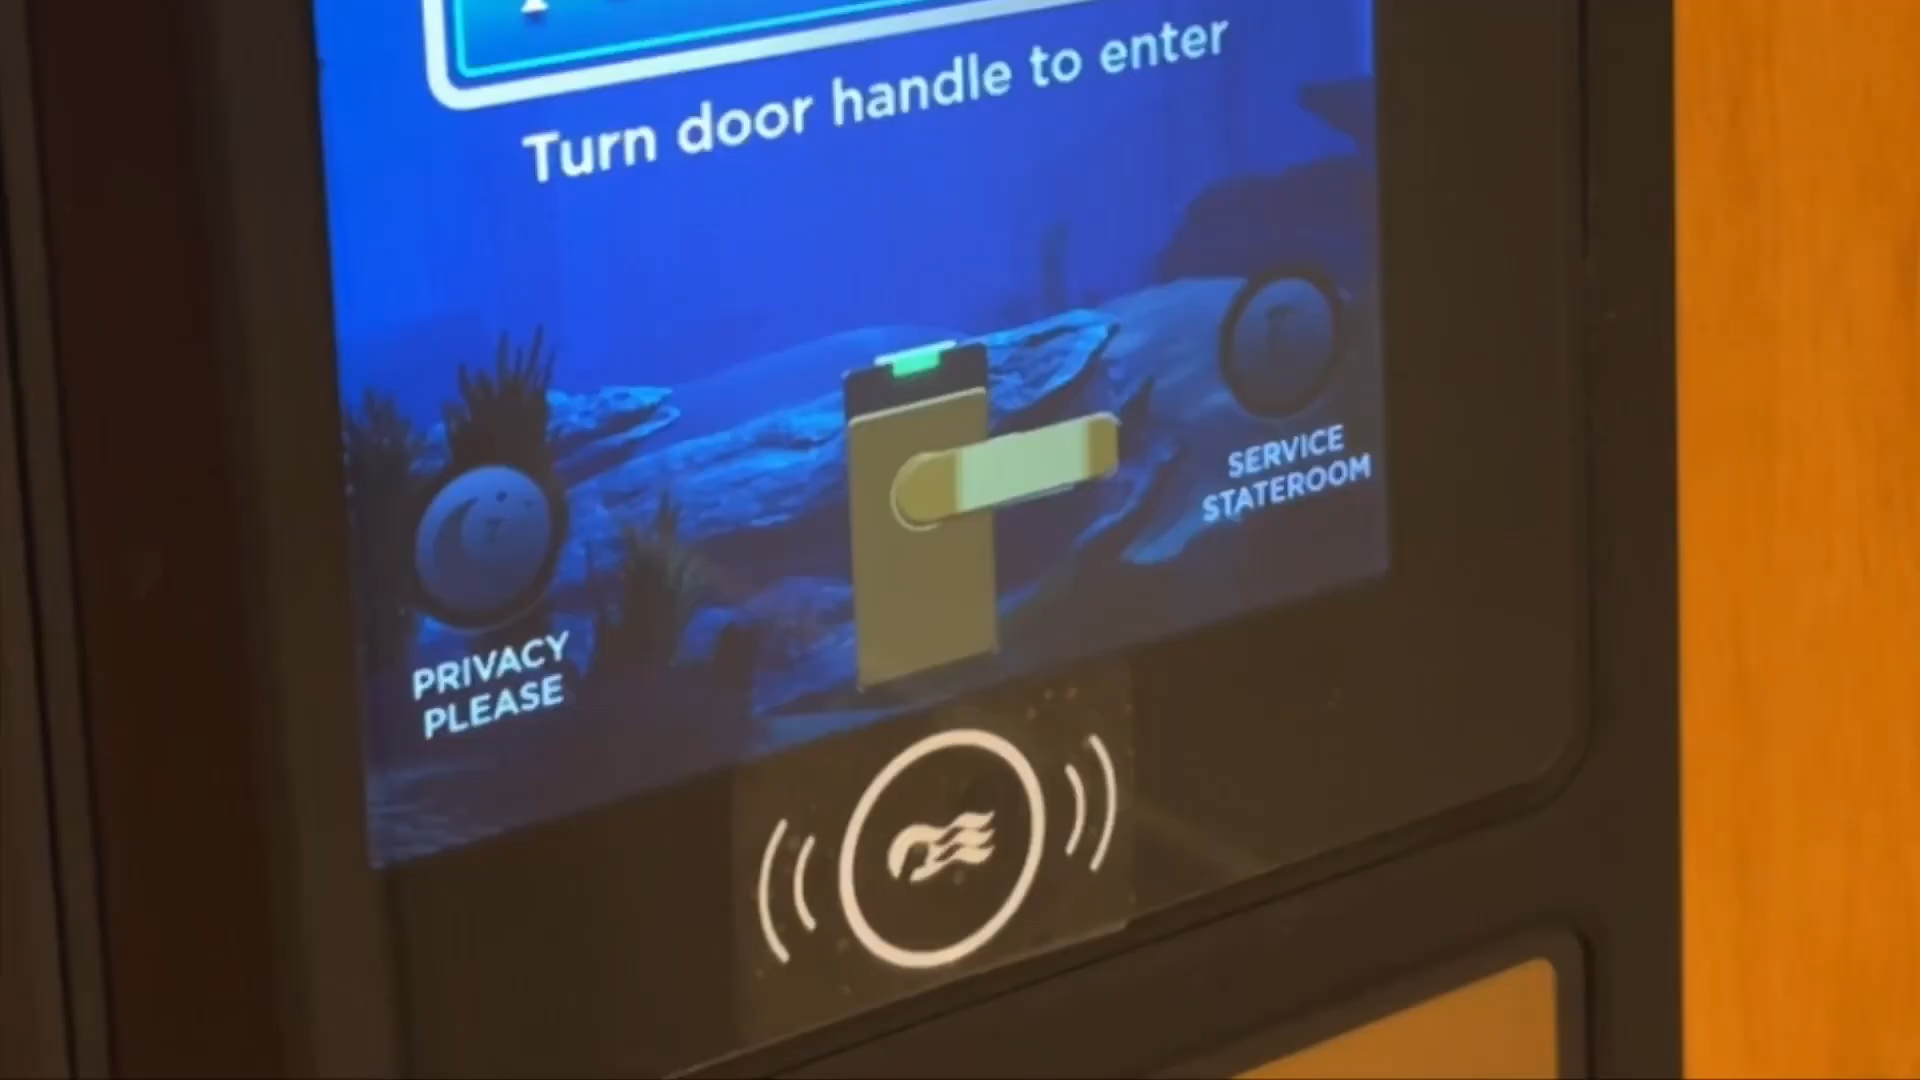 Turn door handle to enter
SERVICE
STATEROOM
PRIVACY
PLEASE